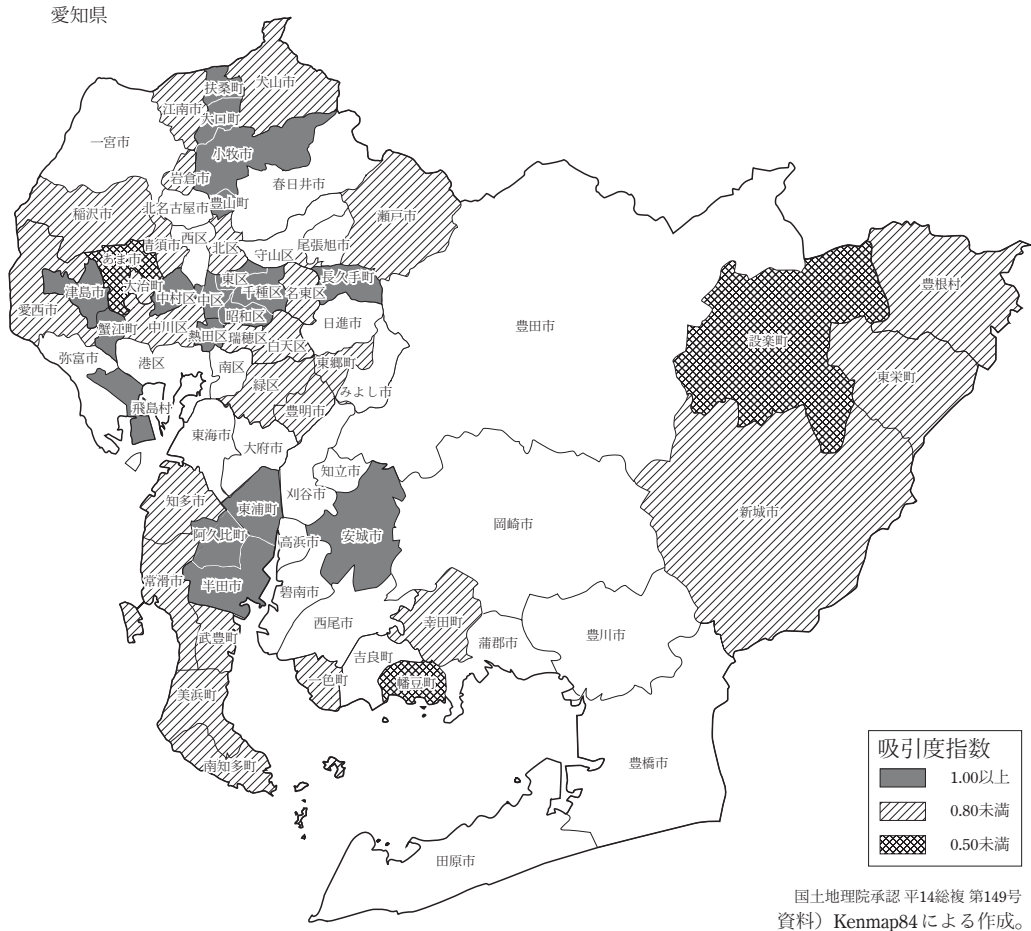 愛知県
扶桑町
犬山市
江南市
大口町
一宮市
小牧市
岩倉市
春日井市
稲沢市
北名古屋市
豊山町
瀬戸市
清須市
西区
北区
守山区
尾張旭市
あま市
大治町
東区
長久手町
津島市
中村区
中区
千種区
名東区
豊根村
愛西市
蟹江町
中川区
熱田区
昭和区
瑞穂区
日進市
豊田市
設楽町
弥富市
港区
南区
白天区
東郷町
東栄町
飛島村
緑区
豊明市
みよし市
東海市
大府市
知立市
知多市
東浦町
刈谷市
岡崎市
新城市
阿久比町
高浜市
安城市
常滑市
半田市
碧南市
西尾市
幸田町
蒲郡市
豊川市
武豊町
吉良町
美浜町
一色町
幡豆町
南知多町
豊橋市
田原市
吸引度指数
1.00以上
0.80未満
0.50未満
国土地理院承認 平14総複 第149号
資料）Kenmap84による作成。